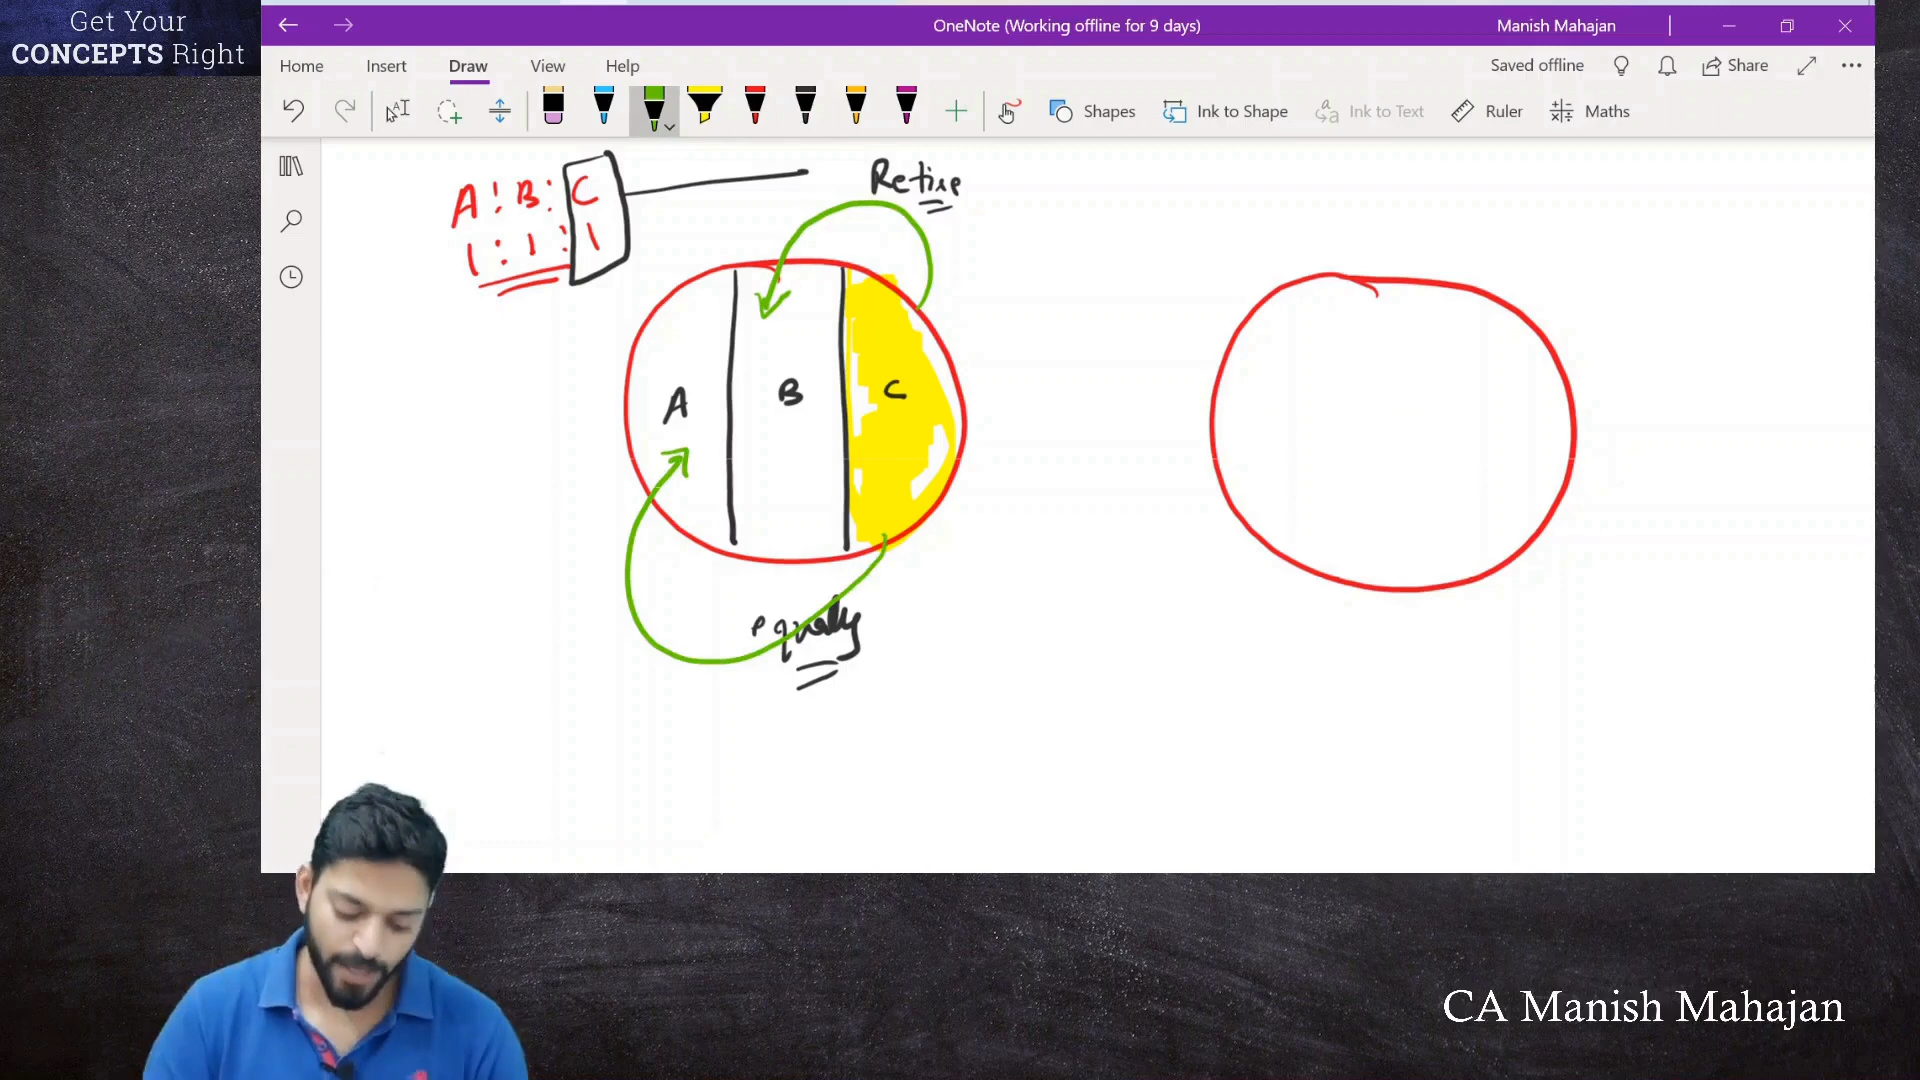 Get Your
CONCEPTS Right
OneNote (Working offline for 9 days)
Manish Mahajan
Home Insert Draw View Help
Saved offline
Share
Shapes
Ink to Shape
Ink to Text
Ruler
Maths
A : B : C
1 : 1 : 1
Retire
A
B
C
equally
CA Manish Mahajan